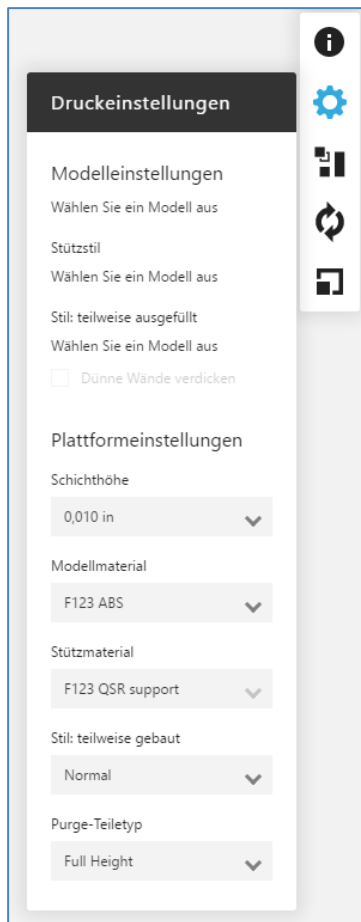 Druckeinstellungen
Modelleinstellungen
Wählen Sie ein Modell aus
Stützstil
Wählen Sie ein Modell aus
Stil: teilweise ausgefüllt
Wählen Sie ein Modell aus
Dünne Wände verdicken
Plattformeinstellungen
Schichthöhe
0,010 in
Modellmaterial
F123 ABS
Stützmaterial
F123 QSR support
Stil: teilweise gebaut
Normal
Purge-Teiletyp
Full Height